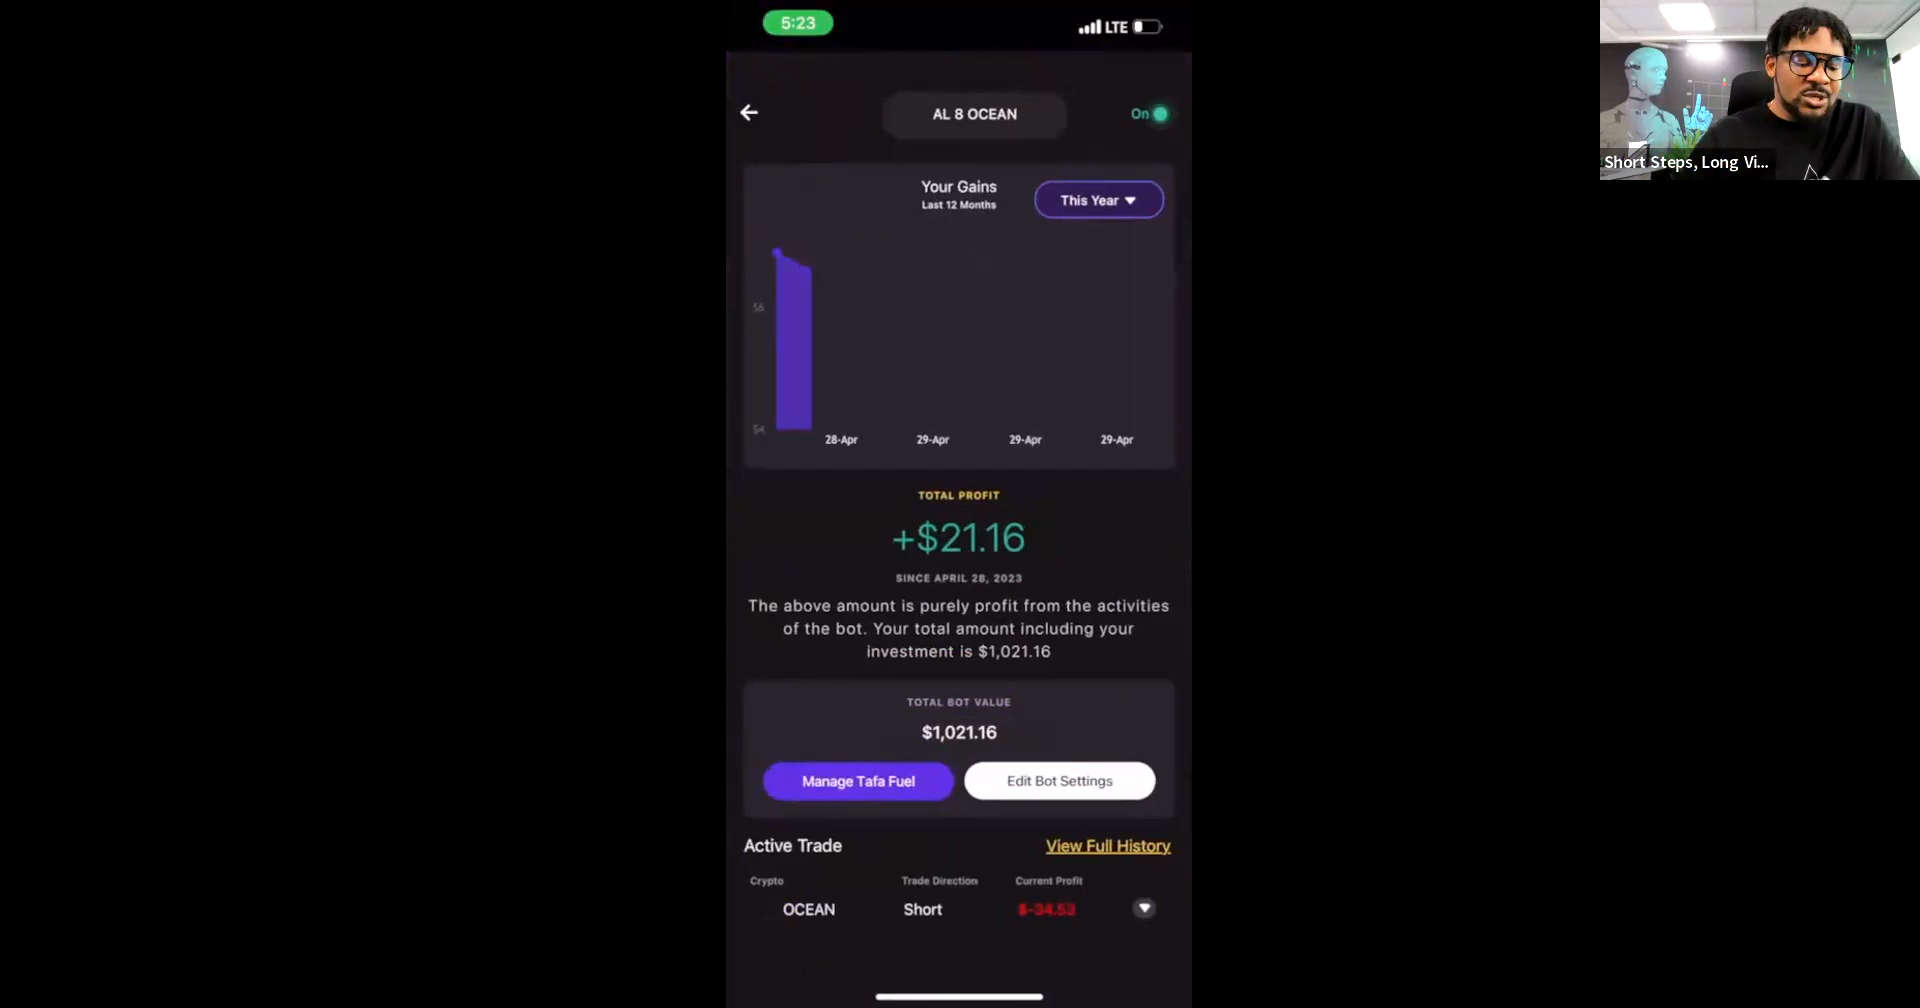 5:23
LTE
AL 8 OCEAN
On
Your Gains
Last 12 Months
This Year
$6
$4
28-Apr
29-Apr
29-Apr
29-Apr
TOTAL PROFIT
+$21.16
SINCE APRIL 28, 2023
The above amount is purely profit from the activities
of the bot. Your total amount including your
investment is $1,021.16
TOTAL BOT VALUE
$1,021.16
Manage Tafa Fuel
Edit Bot Settings
Active Trade
View Full History
Crypto
Trade Direction
Current Profit
OCEAN
Short
$-34.53
Short Steps, Long Vi...